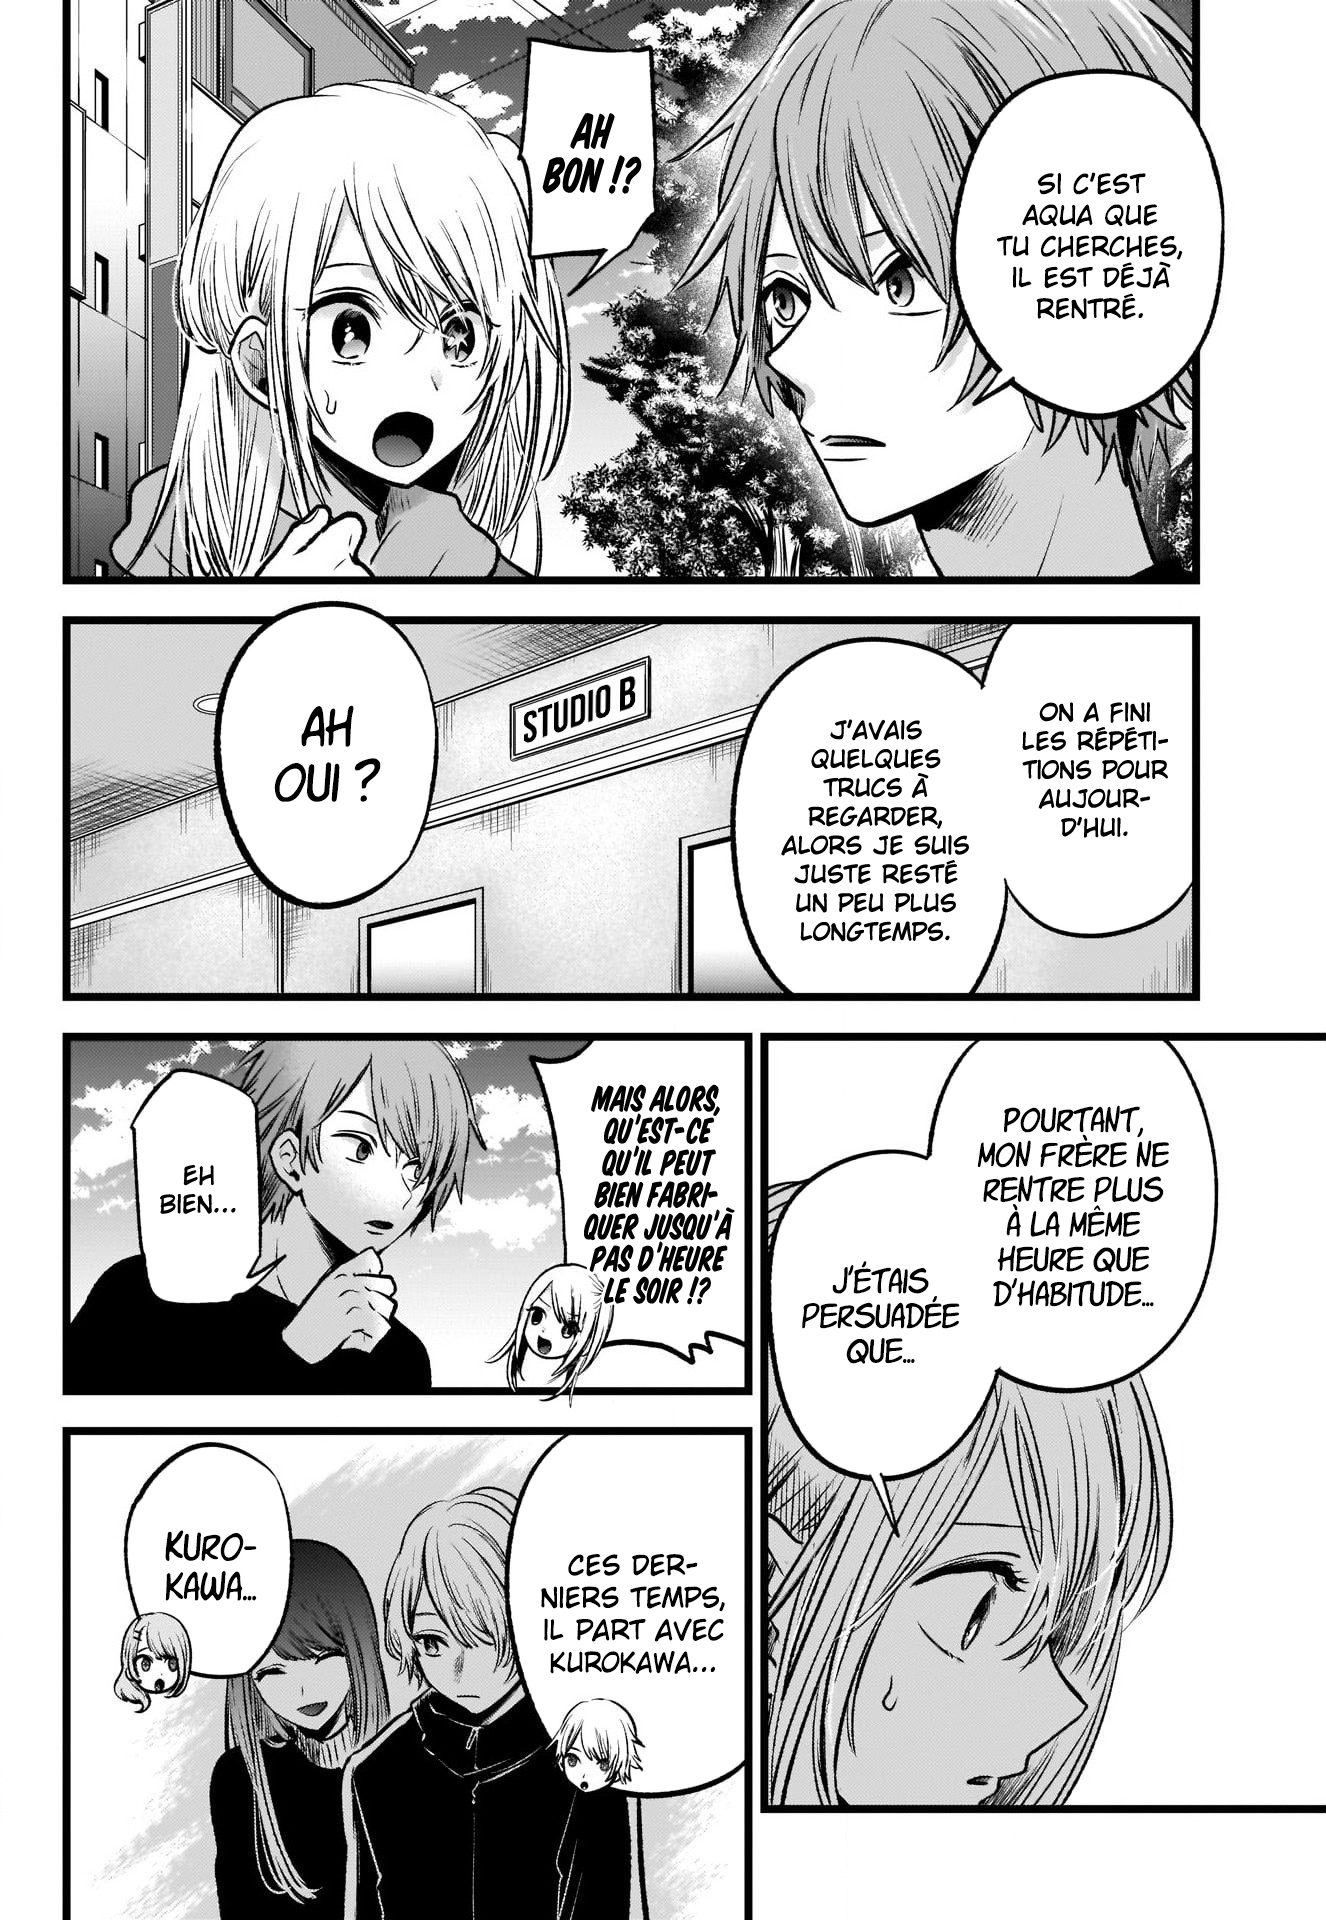 SI C'EST
AQUA QUE
TU CHERCHES,
IL EST DÉJÀ
RENTRÉ.
AH
BON !?
ON A FINI
LES RÉPÉTI-
TIONS POUR
AUJOUR-
D'HUI.
J'AVAIS
QUELQUES
TRUCS À
REGARDER,
ALORS JE SUIS
JUSTE RESTÉ
UN PEU PLUS
LONGTEMPS.
STUDIO B
AH
OUI ?
POURTANT,
MON FRÈRE NE
RENTRE PLUS
À LA MÊME
HEURE QUE
D'HABITUDE...
J'ÉTAIS
PERSUADÉE
QUE...
MAIS ALORS,
QU'EST-CE
QU'IL PEUT
BIEN FABRI-
QUER JUSQU'À
PAS D'HEURE
LE SOIR !?
EH
BIEN...
CES DER-
NIERS TEMPS,
IL PART AVEC
KUROKAWA...
KURO-
KAWA...